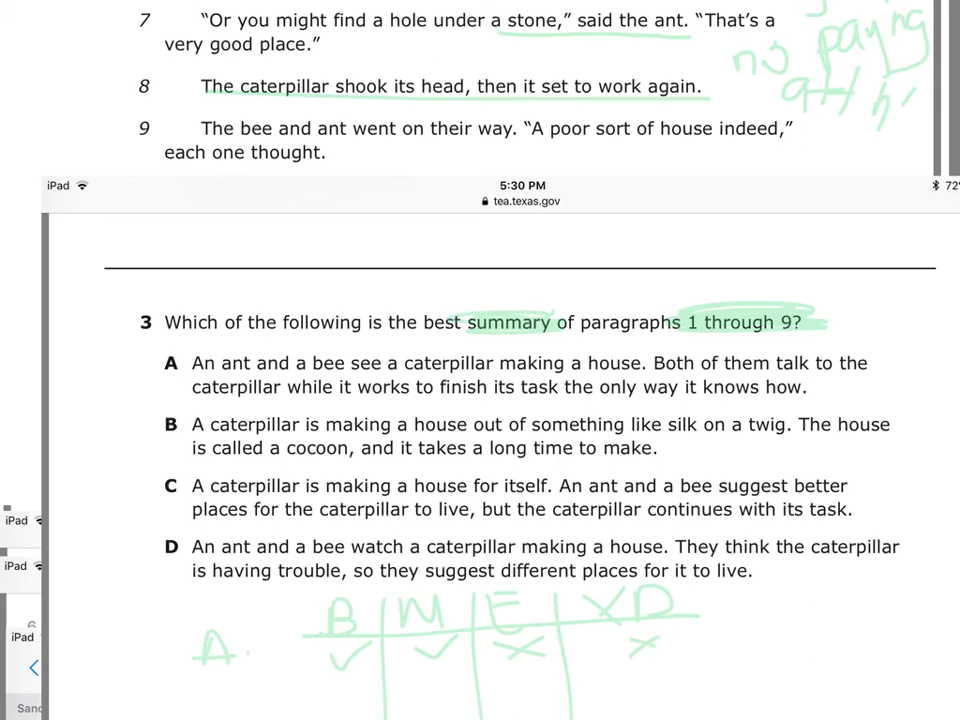 7 “Or you might find a hole under a stone,” said the ant. “That’s a
very good place.”
no paying
8 The caterpillar shook its head, then it set to work again.
9 The bee and ant went on their way. “A poor sort of house indeed,”
each one thought.
iPad 5:30 PM 72%
tea.texas.gov
3 Which of the following is the best summary of paragraphs 1 through 9?
A An ant and a bee see a caterpillar making a house. Both of them talk to the
caterpillar while it works to finish its task the only way it knows how.
B A caterpillar is making a house out of something like silk on a twig. The house
is called a cocoon, and it takes a long time to make.
C A caterpillar is making a house for itself. An ant and a bee suggest better
places for the caterpillar to live, but the caterpillar continues with its task.
iPad
D An ant and a bee watch a caterpillar making a house. They think the caterpillar
is having trouble, so they suggest different places for it to live.
iPad
B M E XD
6
iPad
A.
Sand